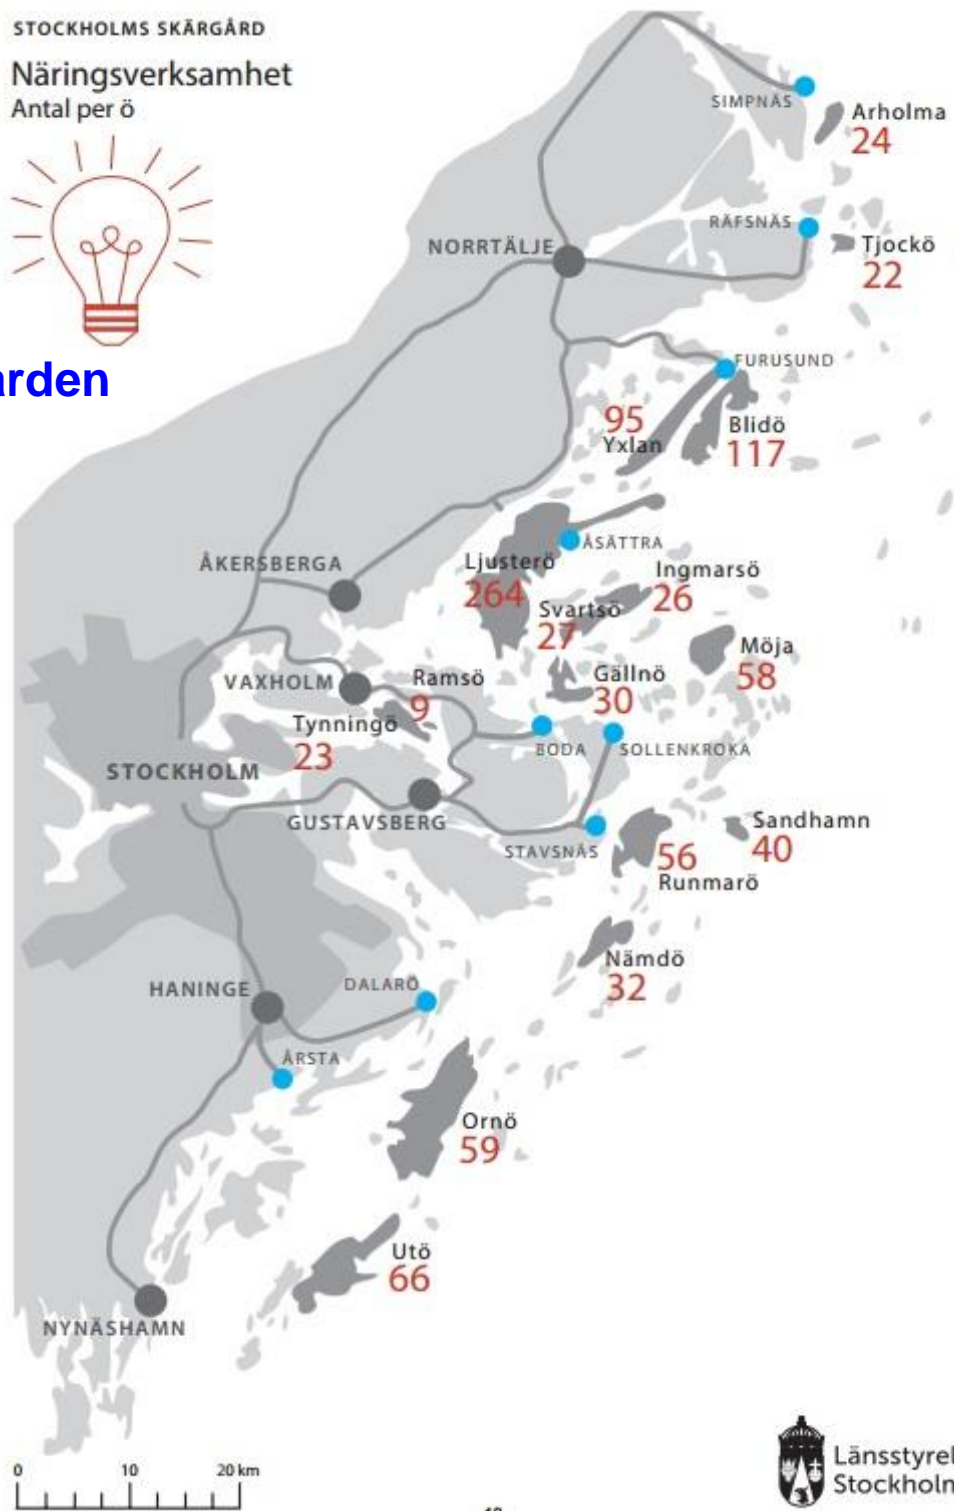 STOCKHOLMS SKÄRGÅRD
Näringsverksamhet
Antal per ö
SIMPNÄS
Arholma
24
RÄFSNÄS
Tjockö
22
NORRTÄLJE
FURUSUND
95
Yxlan
Blidö
117
ÅSÄTTRA
Ljusterö
264
ÅKERSBERGA
Ingmarsö
26
Svartsö
27
Möja
58
Gällnö
30
VAXHOLM
Ramsö
9
Tynningö
23
BODA
SOLLENKROKA
STOCKHOLM
GUSTAVSBERG
STAVSNÄS
Sandhamn
40
56
Runmarö
Nämdö
32
HANINGE
DALARÖ
ÅRSTA
Ornö
59
Utö
66
NYNÄSHAMN
0 10 20 km
Länsstyrel
Stockholm